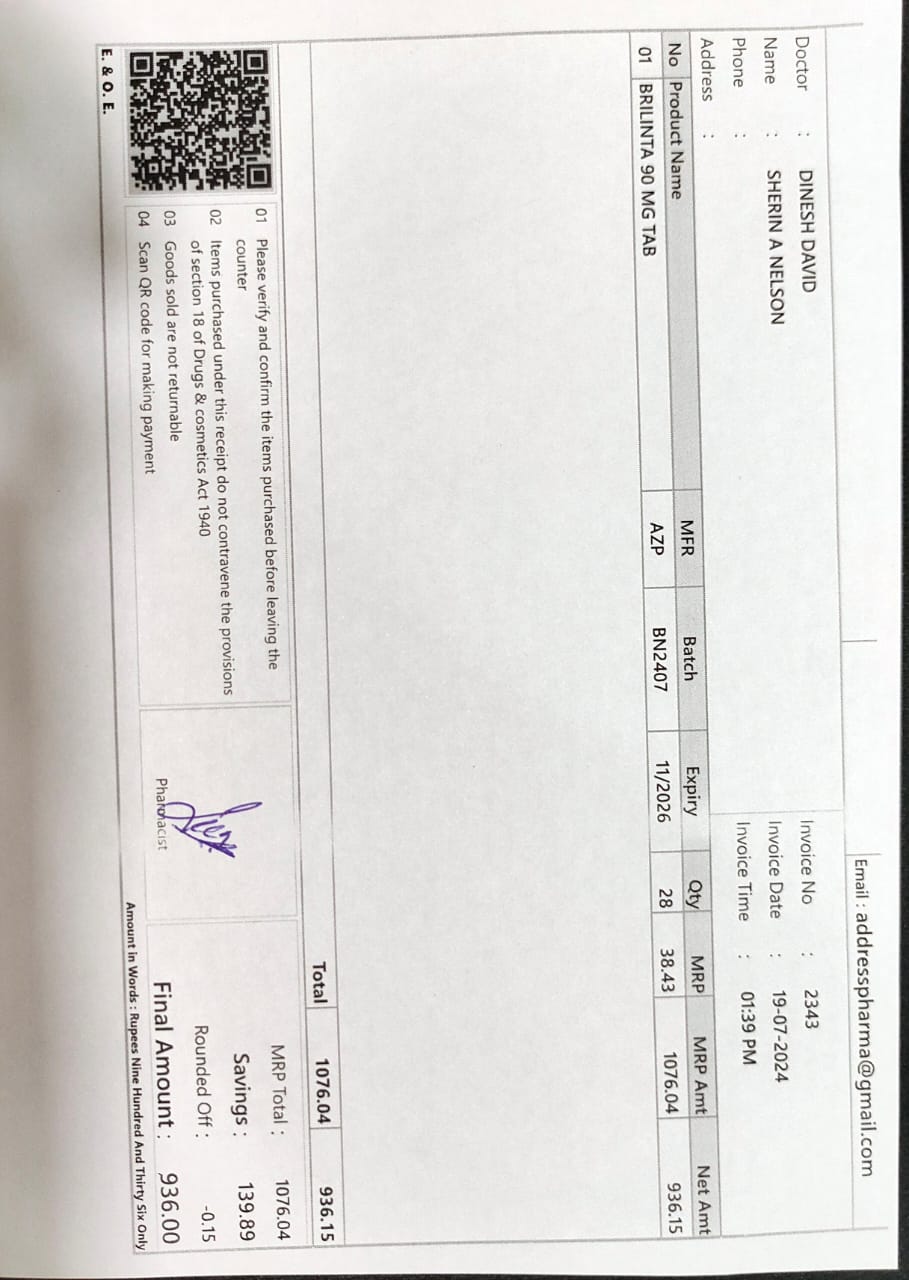 Email : addresspharma@gmail.com
Doctor : DINESH DAVID
Name : SHERIN A NELSON
Phone :
Address :
Invoice No : 2343
Invoice Date : 19-07-2024
Invoice Time : 01:39 PM
No Product Name MFR Batch Expiry Qty MRP MRP Amt Net Amt
01 BRILINTA 90 MG TAB AZP BN2407 11/2026 28 38.43 1076.04 936.15
Total 1076.04 936.15
01 Please verify and confirm the items purchased before leaving the
counter
02 Items purchased under this receipt do not contravene the provisions
of section 18 of Drugs & cosmetics Act 1940
03 Goods sold are not returnable
04 Scan QR code for making payment
Pharmacist
MRP Total : 1076.04
Savings : 139.89
Rounded Off : -0.15
Final Amount : 936.00
Amount in Words : Rupees Nine Hundred And Thirty Six Only
E. & O. E.